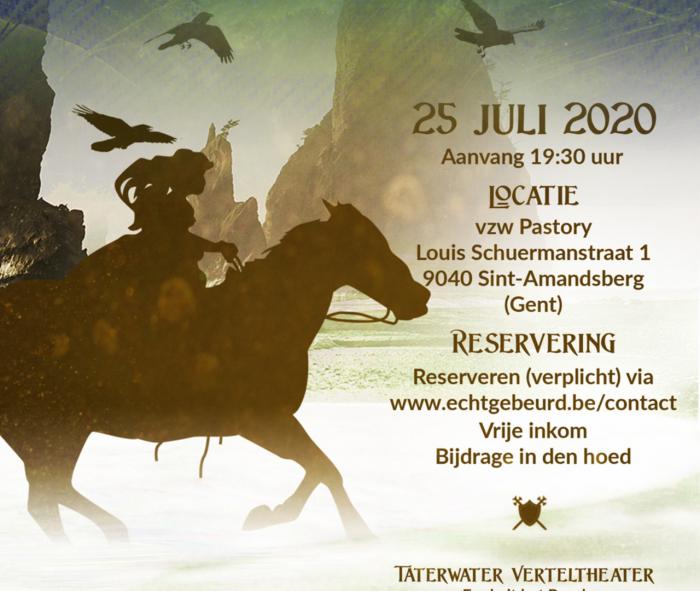 25 JULI 2020
Aanvang 19:30 uur
LOCATIE
vzw Pastory
Louis Schuermanstraat 1
9040 Sint-Amandsberg
(Gent)
RESERVERING
Reserveren (verplicht) via
www.echtgebeurd.be/contact
Vrije inkom
Bijdrage in den hoed
TATERWATER VERTELTHEATER